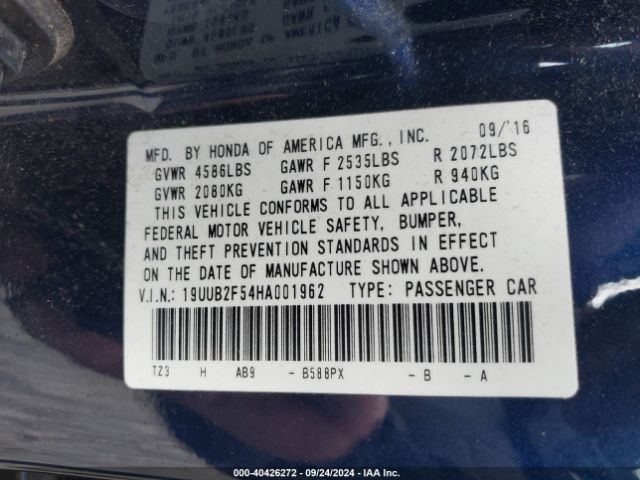 MFD. BY HONDA OF AMERICA MFG., INC. 09/'16
GVWR 4586LBS GAWR F 2535LBS R 2072LBS
GVWR 2080KG GAWR F 1150KG R 940KG
THIS VEHICLE CONFORMS TO ALL APPLICABLE
FEDERAL MOTOR VEHICLE SAFETY, BUMPER,
AND THEFT PREVENTION STANDARDS IN EFFECT
ON THE DATE OF MANUFACTURE SHOWN ABOVE.
V.I.N.: 19UUB2F54HA001962 TYPE: PASSENGER CAR
TZ3 H AB9 - B588PX - B - A
000-40426272 - 09/24/2024 - IAA Inc.